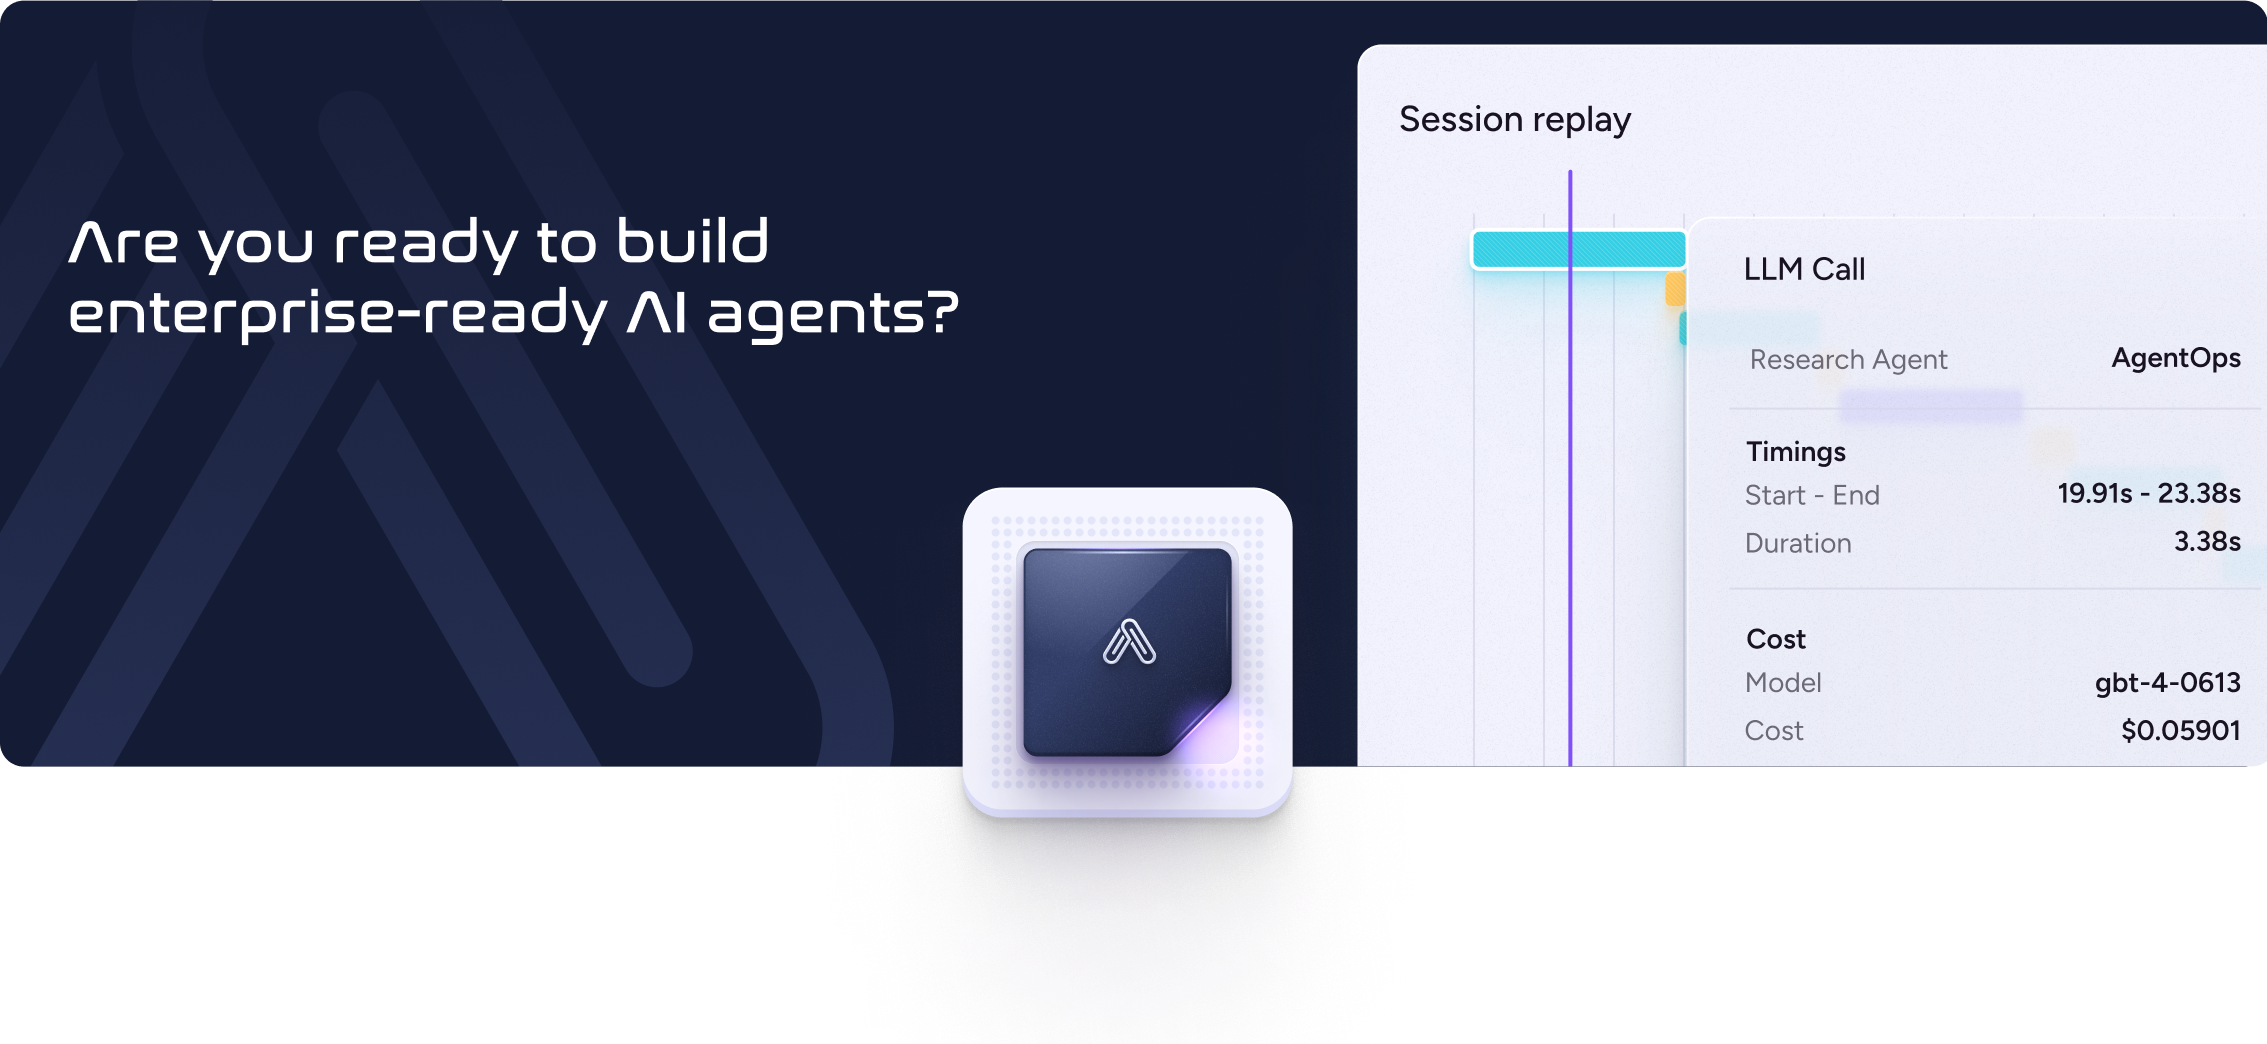 Are you ready to build
enterprise-ready AI agents?
Session replay
LLM Call
Research Agent AgentOps
Timings
Start - End 19.91s - 23.38s
Duration 3.38s
Cost
Model gbt-4-0613
Cost $0.05901